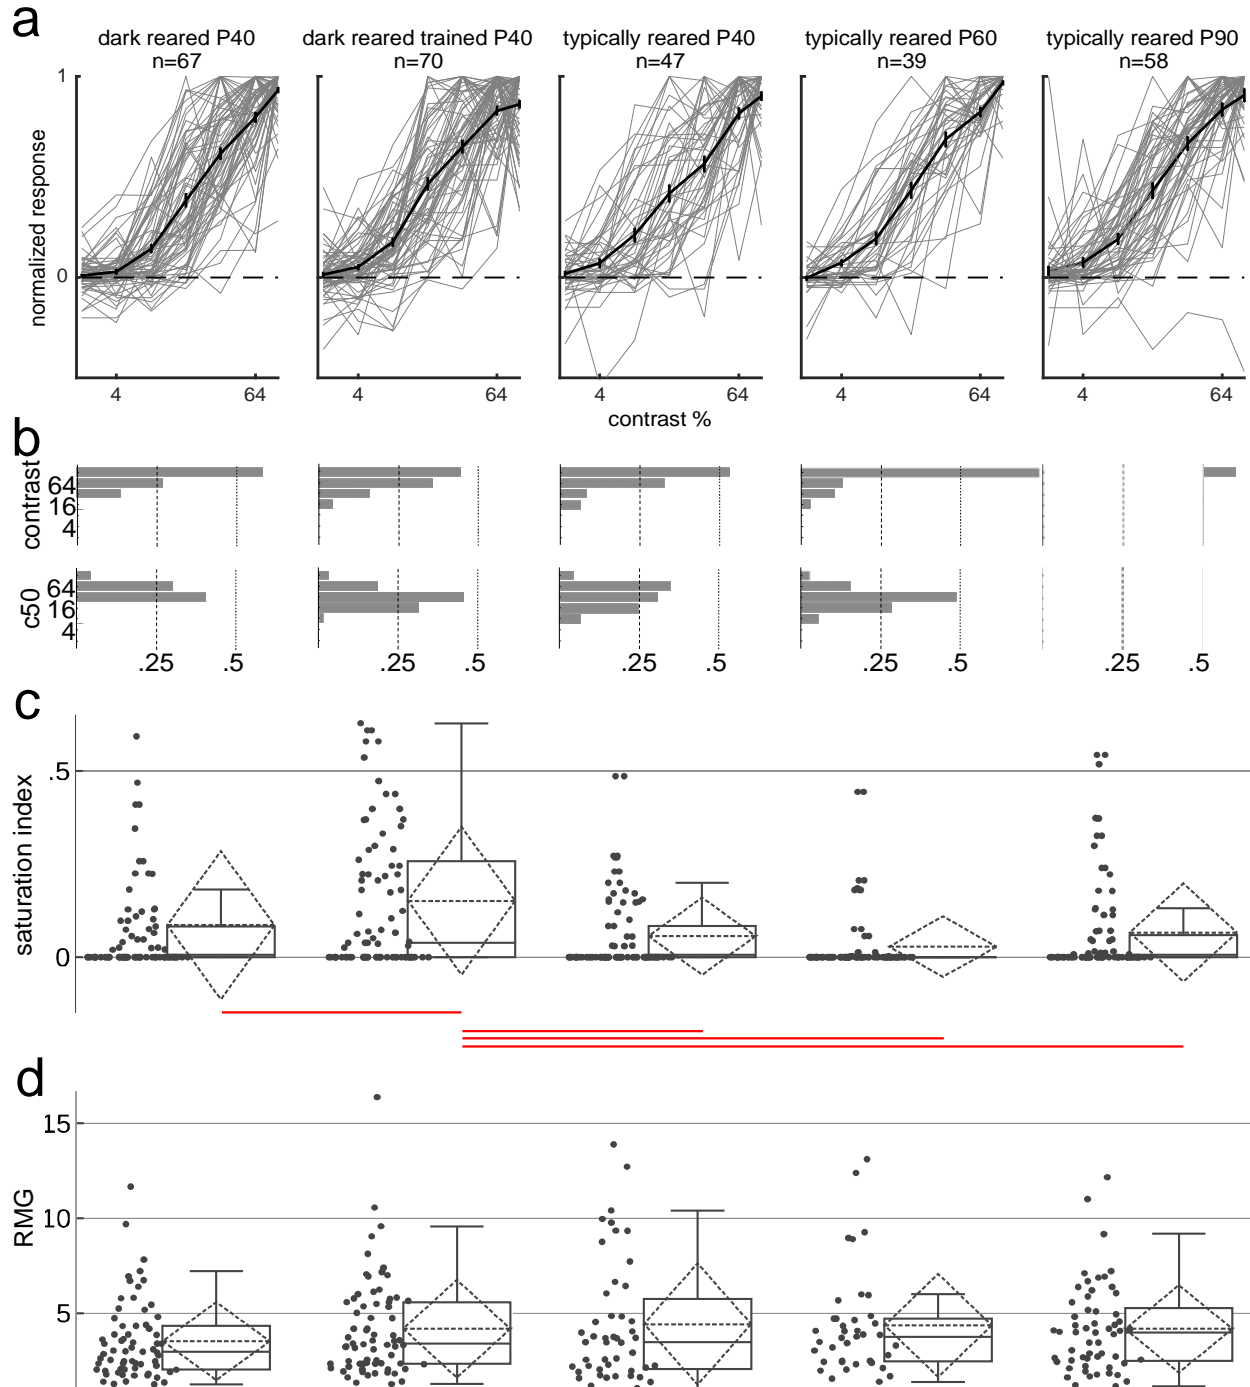 a
dark reared P40
n=67
dark reared trained P40
n=70
typically reared P40
n=47
typically reared P60
n=39
typically reared P90
n=58
normalized response
1
0
4 64 4 64 4 64 4 64 4 64
contrast %
b
contrast
64
16
4
c50
64
16
4
.25 .5 .25 .5 .25 .5 .25 .5 .25 .5
c
saturation index
.5
0
d
RMG
15
10
5